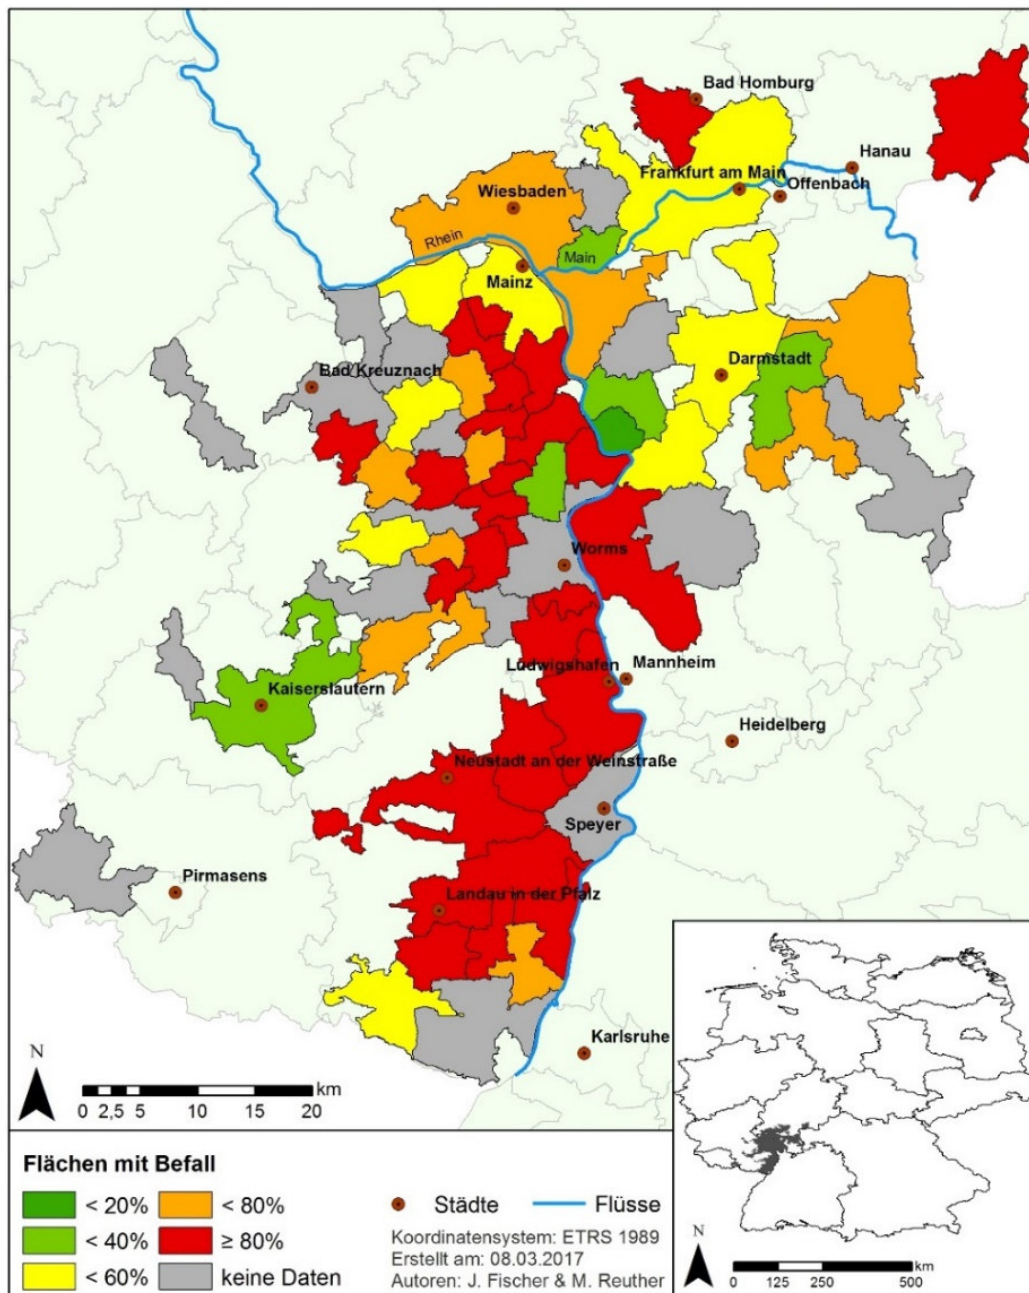 Bad Homburg
Hanau
Frankfurt am Main
Offenbach
Wiesbaden
Rhein
Main
Mainz
Darmstadt
Bad Kreuznach
Worms
Ludwigshafen
Mannheim
Kaiserslautern
Heidelberg
Neustadt an der Weinstraße
Speyer
Pirmasens
Landau in der Pfalz
Karlsruhe
N
km
0 2,5 5 10 15 20
Flächen mit Befall
< 20%
< 40%
< 60%
< 80%
≥ 80%
keine Daten
Städte
Flüsse
Koordinatensystem: ETRS 1989
Erstellt am: 08.03.2017
Autoren: J. Fischer & M. Reuther
N
km
0 125 250 500